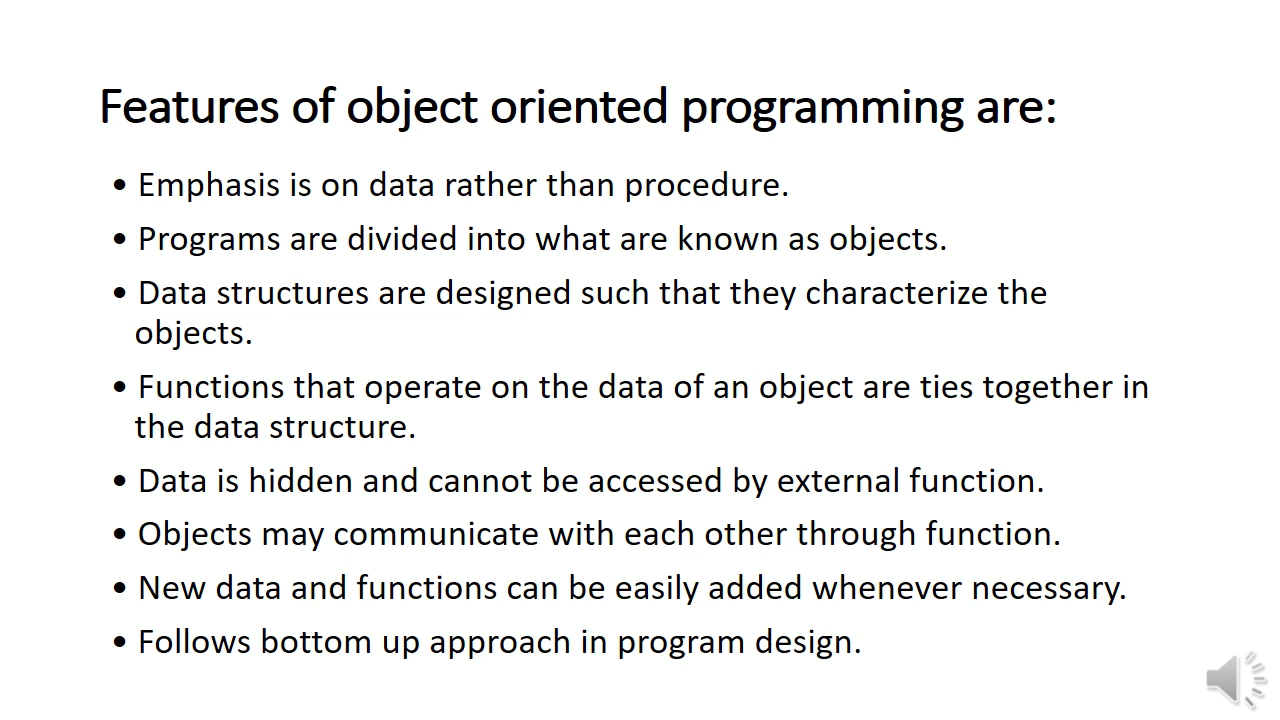 Features of object oriented programming are:
• Emphasis is on data rather than procedure.
• Programs are divided into what are known as objects.
• Data structures are designed such that they characterize the
objects.
• Functions that operate on the data of an object are ties together in
the data structure.
• Data is hidden and cannot be accessed by external function.
• Objects may communicate with each other through function.
• New data and functions can be easily added whenever necessary.
• Follows bottom up approach in program design.